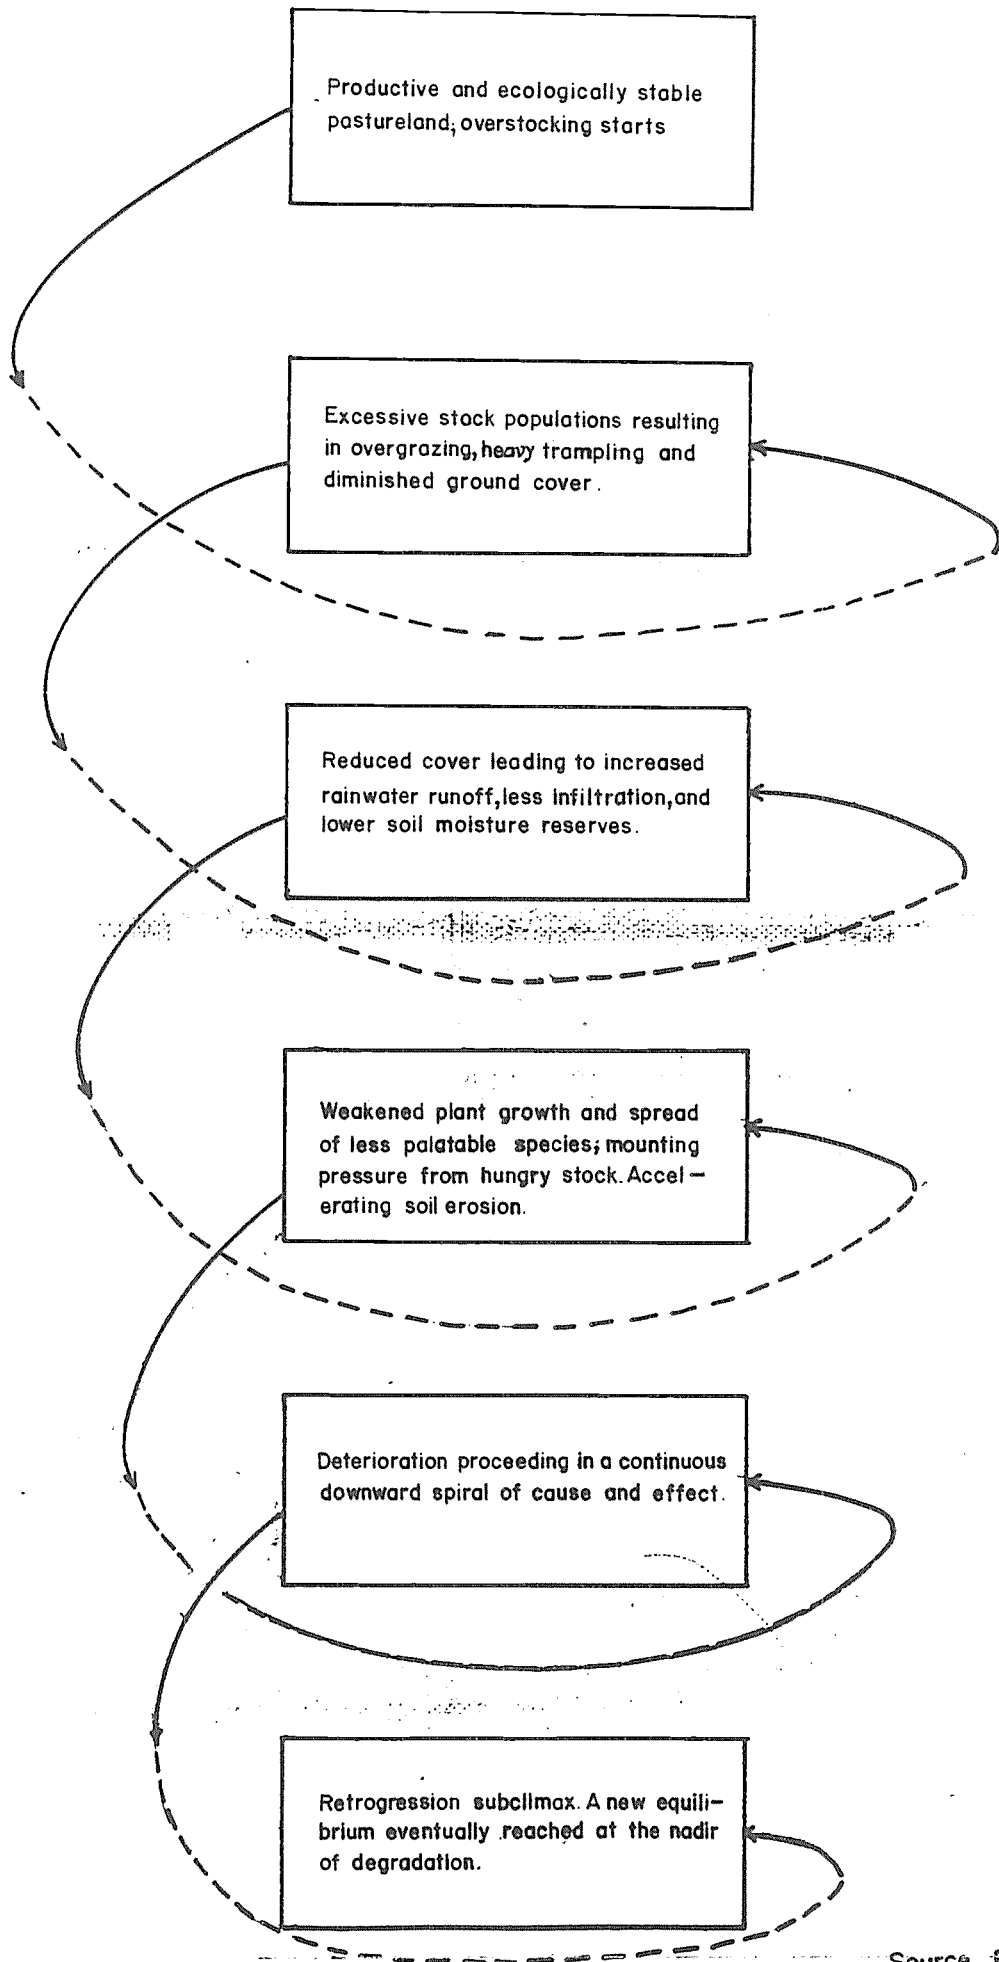 Productive and ecologically stable
pastureland; overstocking starts
Excessive stock populations resulting
in overgrazing, heavy trampling and
diminished ground cover.
Reduced cover leading to increased
rainwater runoff, less infiltration, and
lower soil moisture reserves.
Weakened plant growth and spread
of less palatable species; mounting
pressure from hungry stock. Accel-
erating soil erosion.
Deterioration proceeding in a continuous
downward spiral of cause and effect.
Retrogression subclimax. A new equili-
brium eventually reached at the nadir
of degradation.
Source